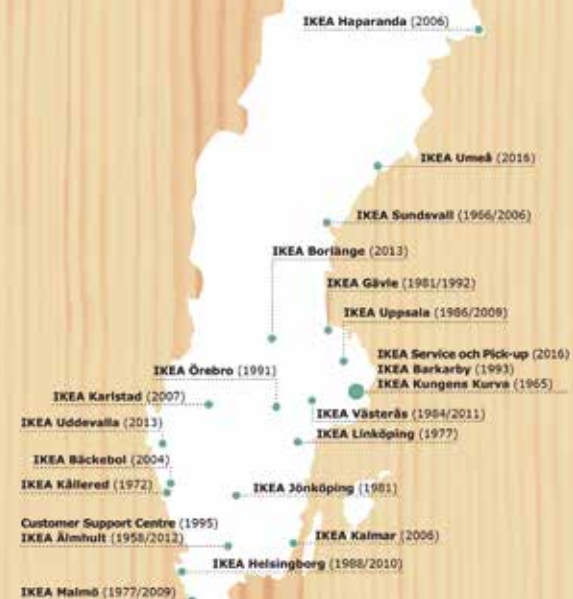 IKEA Haparanda (2006)
IKEA Umeå (2016)
IKEA Sundsvall (1966/2006)
IKEA Borlänge (2013)
IKEA Gävle (1981/1992)
IKEA Uppsala (1986/2009)
IKEA Service och Pick-up (2016)
IKEA Barkarby (1993)
IKEA Kungens Kurva (1965)
IKEA Örebro (1991)
IKEA Karlstad (2007)
IKEA Västerås (1984/2011)
IKEA Uddevalla (2013)
IKEA Linköping (1977)
IKEA Bäckebol (2004)
IKEA Kållered (1972)
IKEA Jönköping (1981)
Customer Support Centre (1995)
IKEA Älmhult (1958/2012)
IKEA Kalmar (2006)
IKEA Helsingborg (1988/2010)
IKEA Malmö (1977/2009)